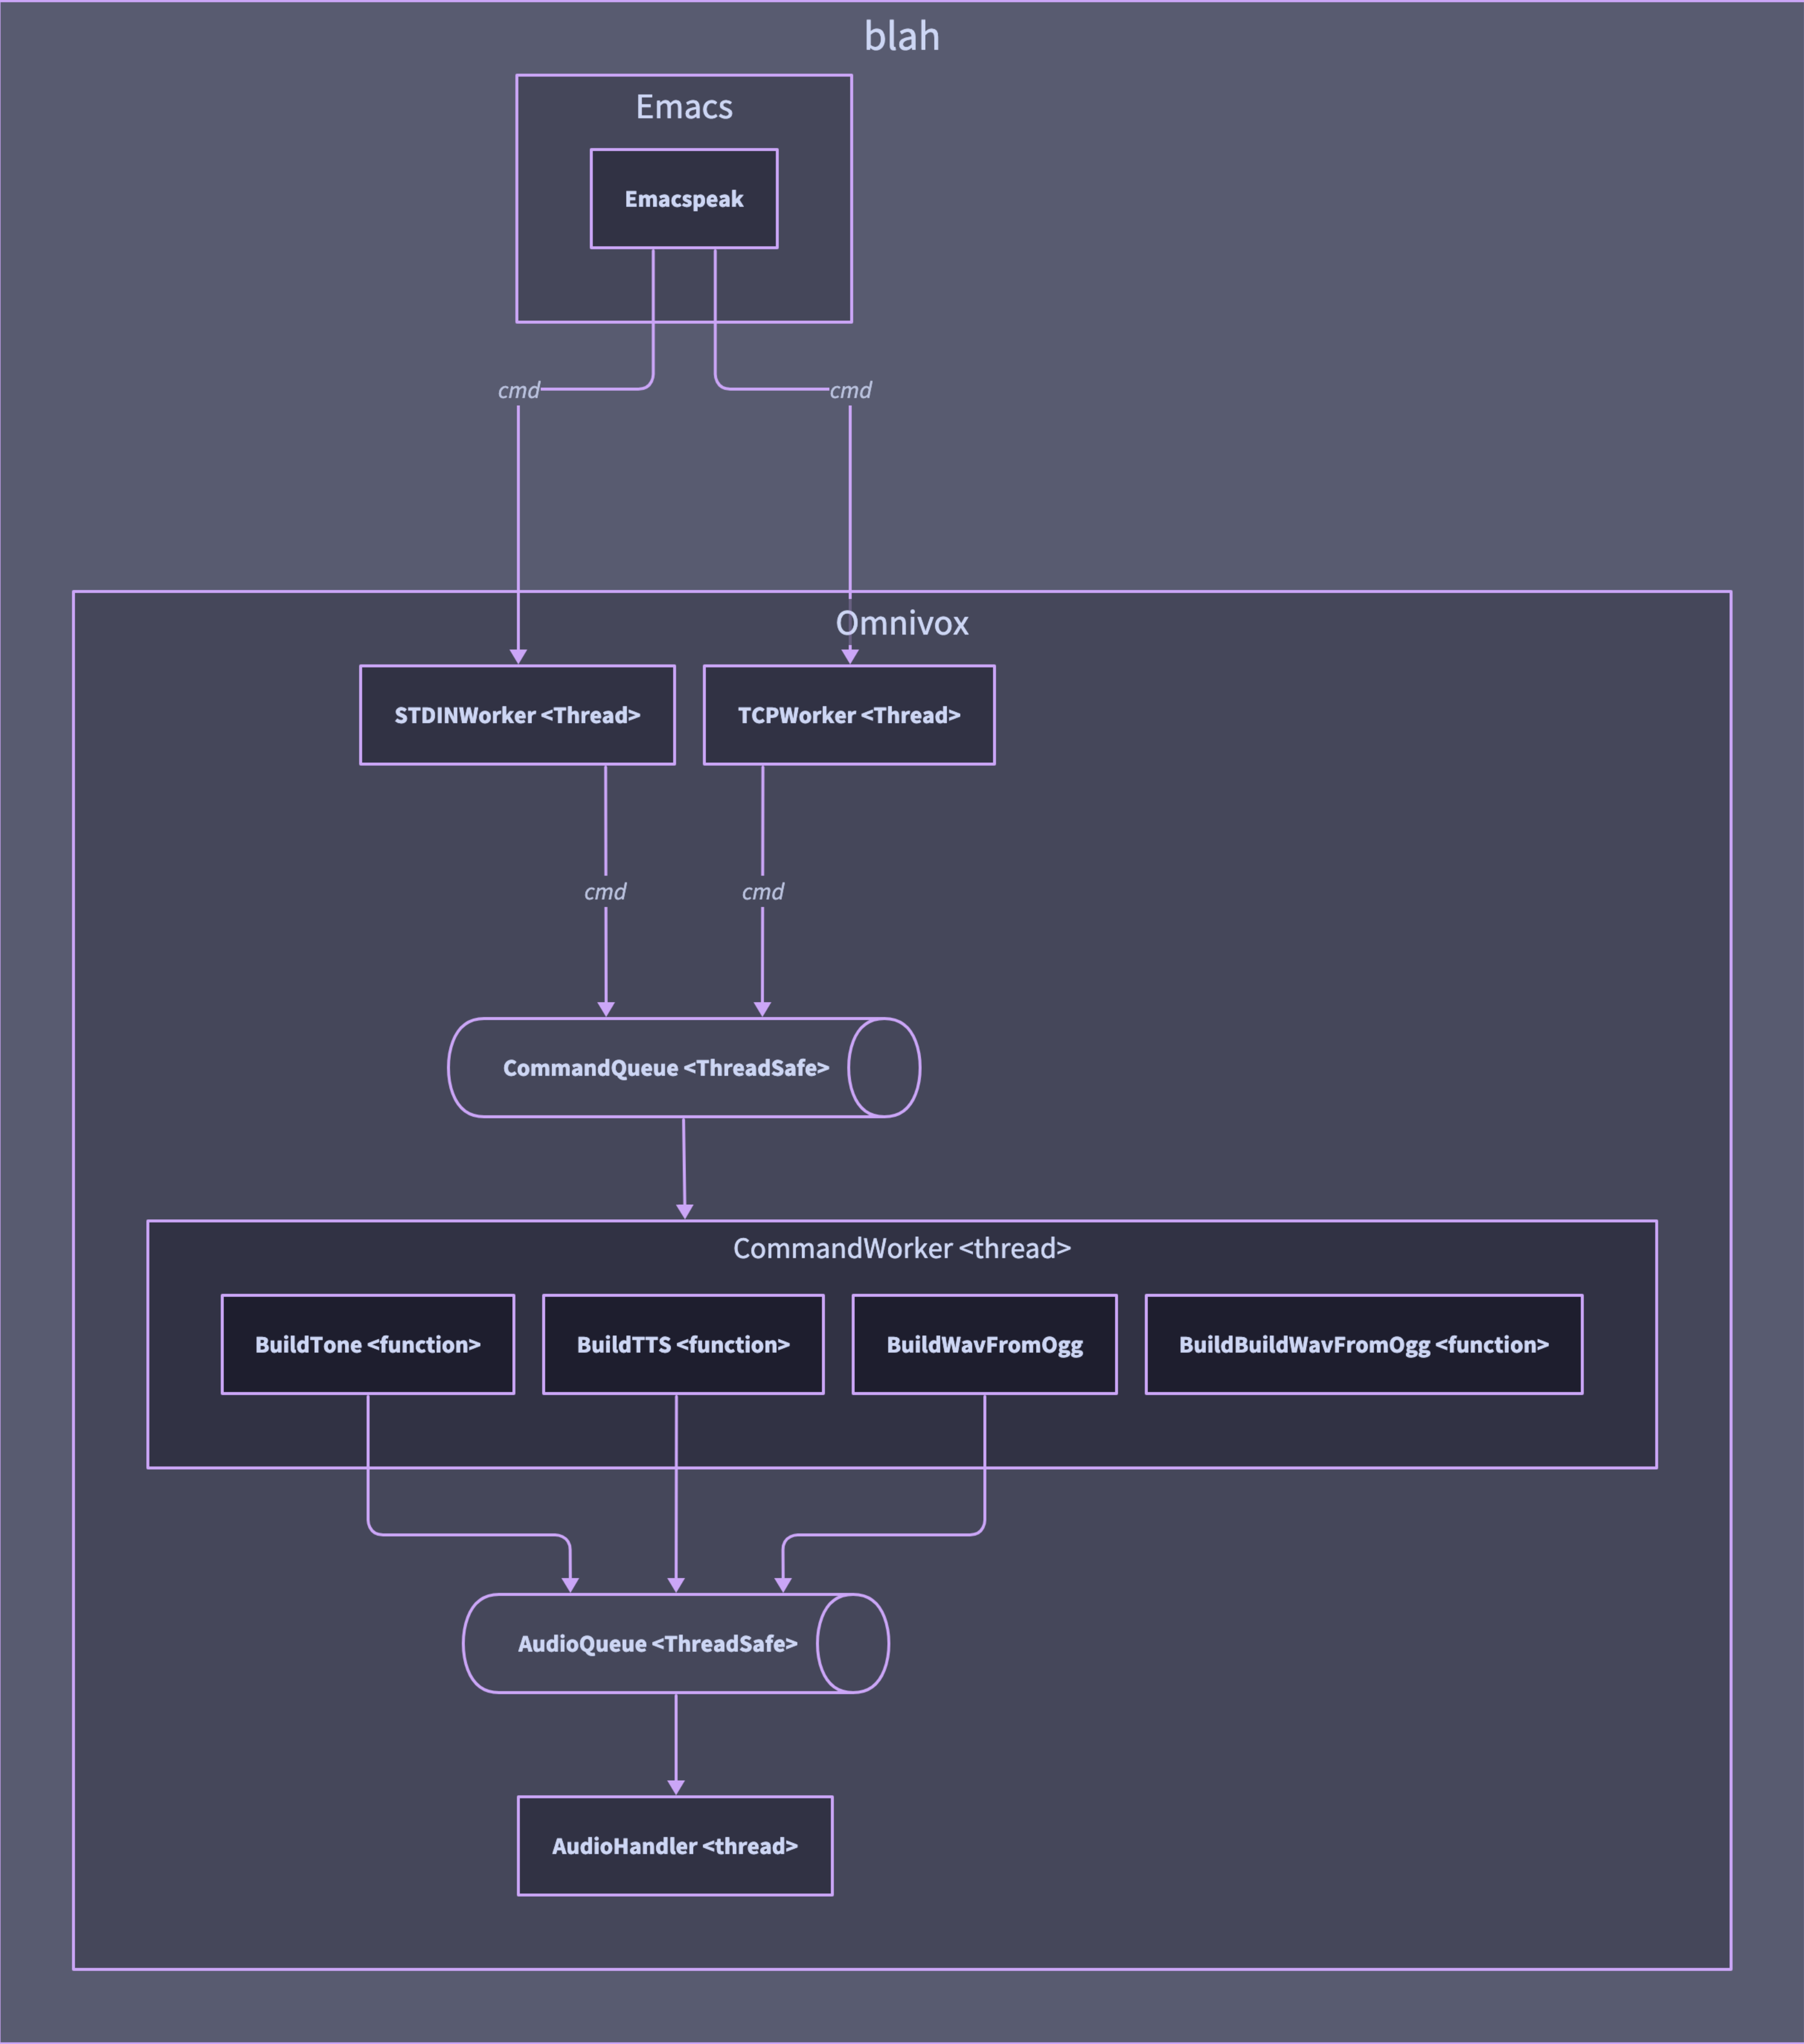 blah
Emacs
Emacspeak
cmd
cmd
Omnivox
STDINWorker <Thread>
TCPWorker <Thread>
cmd
cmd
CommandQueue <ThreadSafe>
CommandWorker <thread>
BuildTone <function>
BuildTTS <function>
BuildWavFromOgg
BuildBuildWavFromOgg <function>
AudioQueue <ThreadSafe>
AudioHandler <thread>